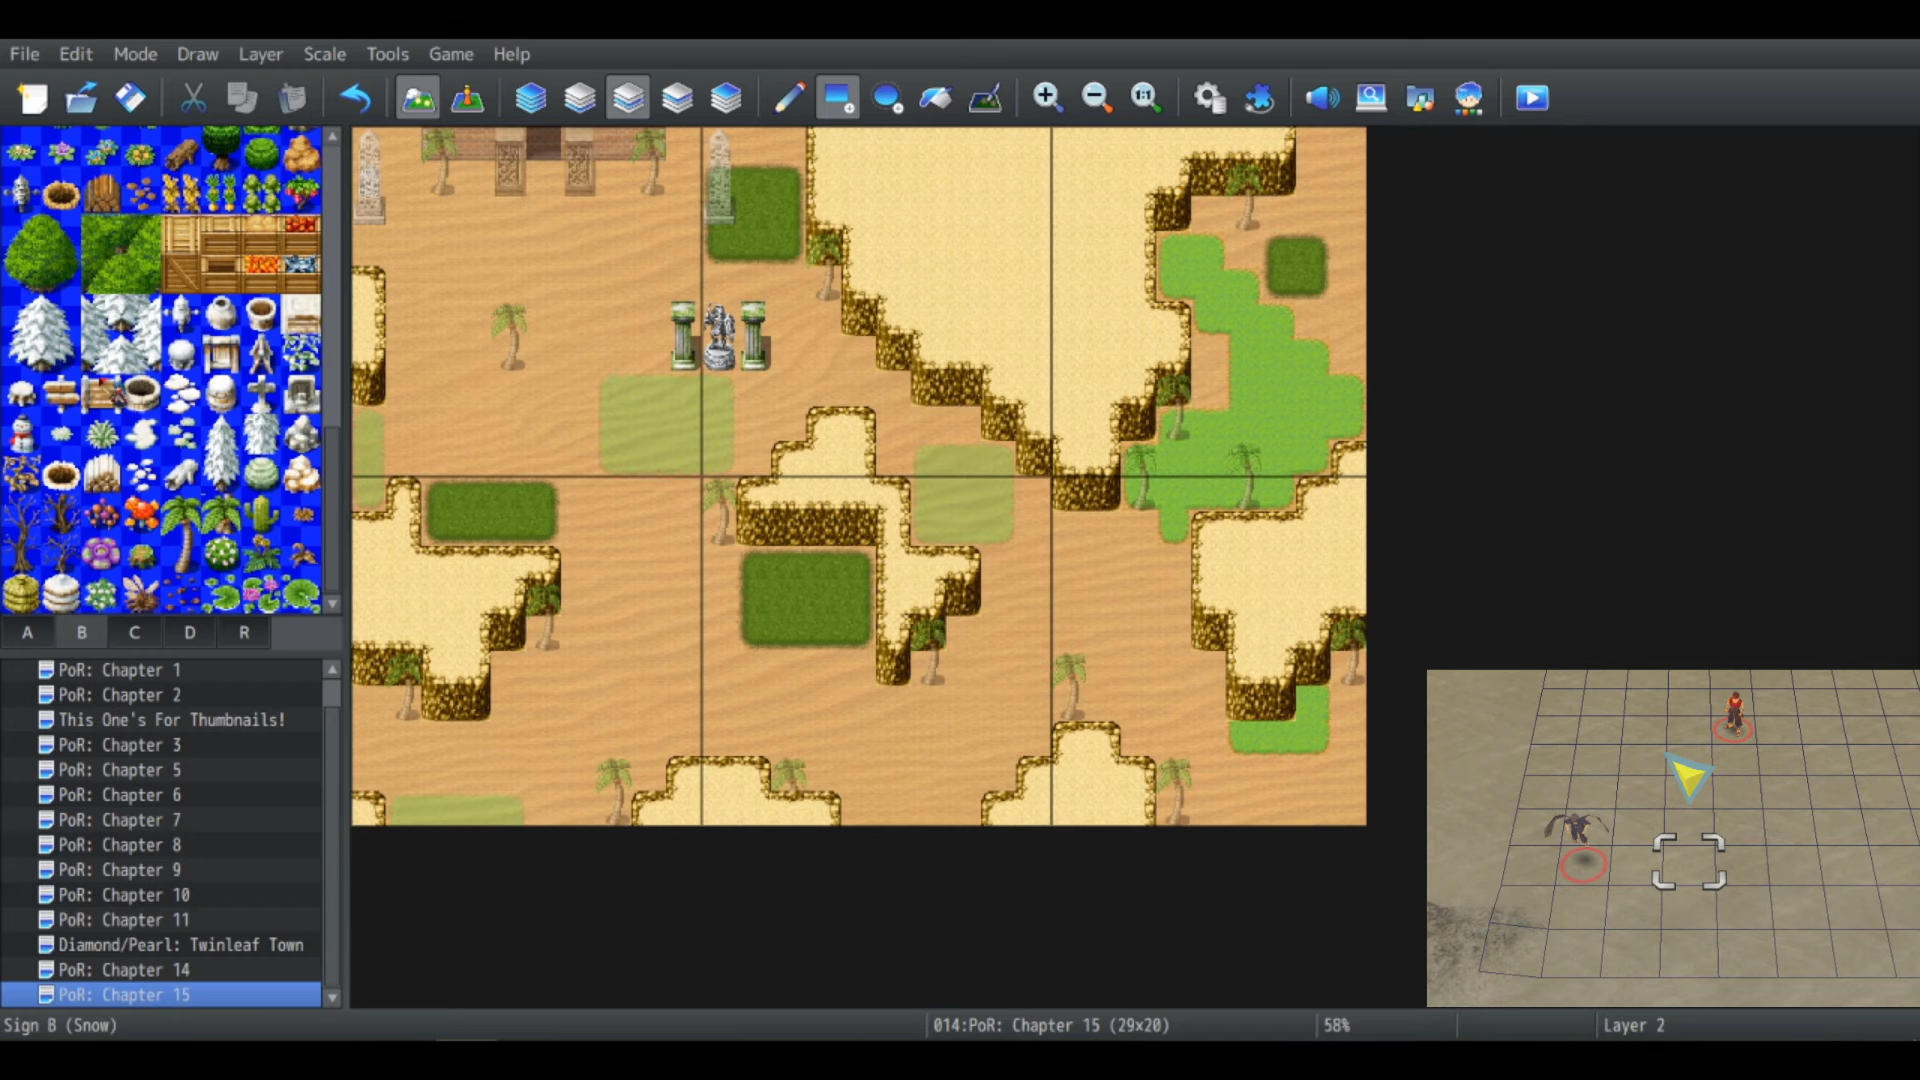 File Edit Mode Draw Layer Scale Tools Game Help
1:1
A B C D R
PoR: Chapter 1
PoR: Chapter 2
This One's For Thumbnails!
PoR: Chapter 3
PoR: Chapter 5
PoR: Chapter 6
PoR: Chapter 7
PoR: Chapter 8
PoR: Chapter 9
PoR: Chapter 10
PoR: Chapter 11
Diamond/Pearl: Twinleaf Town
PoR: Chapter 14
PoR: Chapter 15
Sign B (Snow) 014:PoR: Chapter 15 (29x20) 58% Layer 2